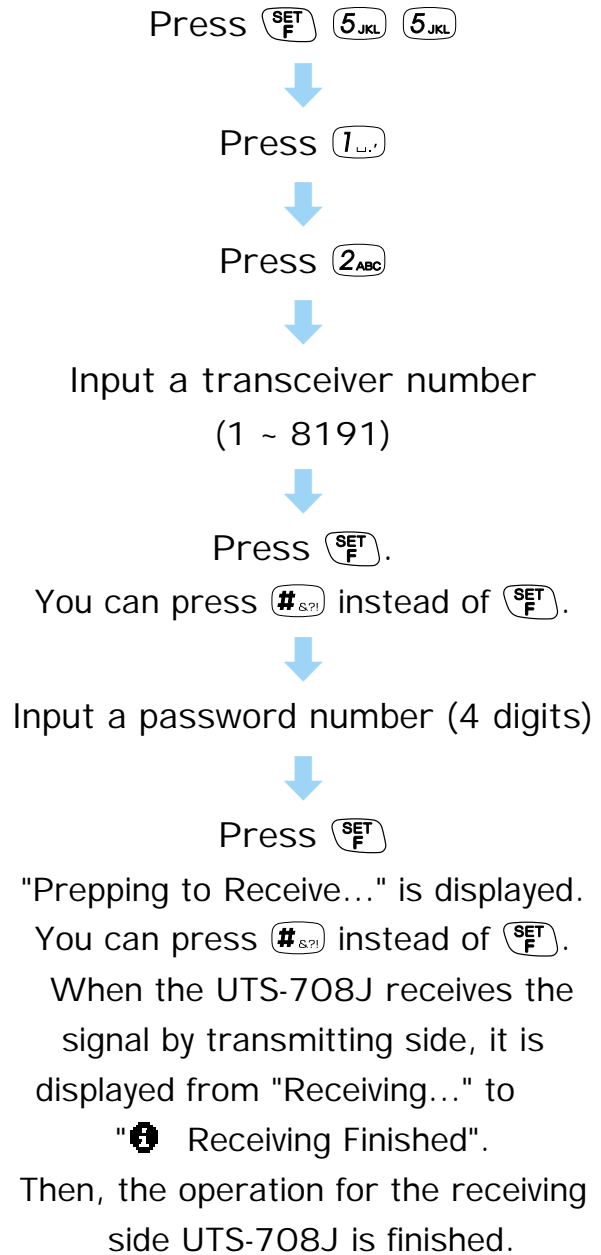 Press SET F 5 JKL 5 JKL
Press 1 ␣.,
Press 2 ABC
Input a transceiver number
(1 ~ 8191)
Press SET F.
You can press # &?! instead of SET F.
Input a password number (4 digits)
Press SET F
"Prepping to Receive..." is displayed.
You can press # &?! instead of SET F.
When the UTS-708J receives the
signal by transmitting side, it is
displayed from "Receiving..." to
"i Receiving Finished".
Then, the operation for the receiving
side UTS-708J is finished.